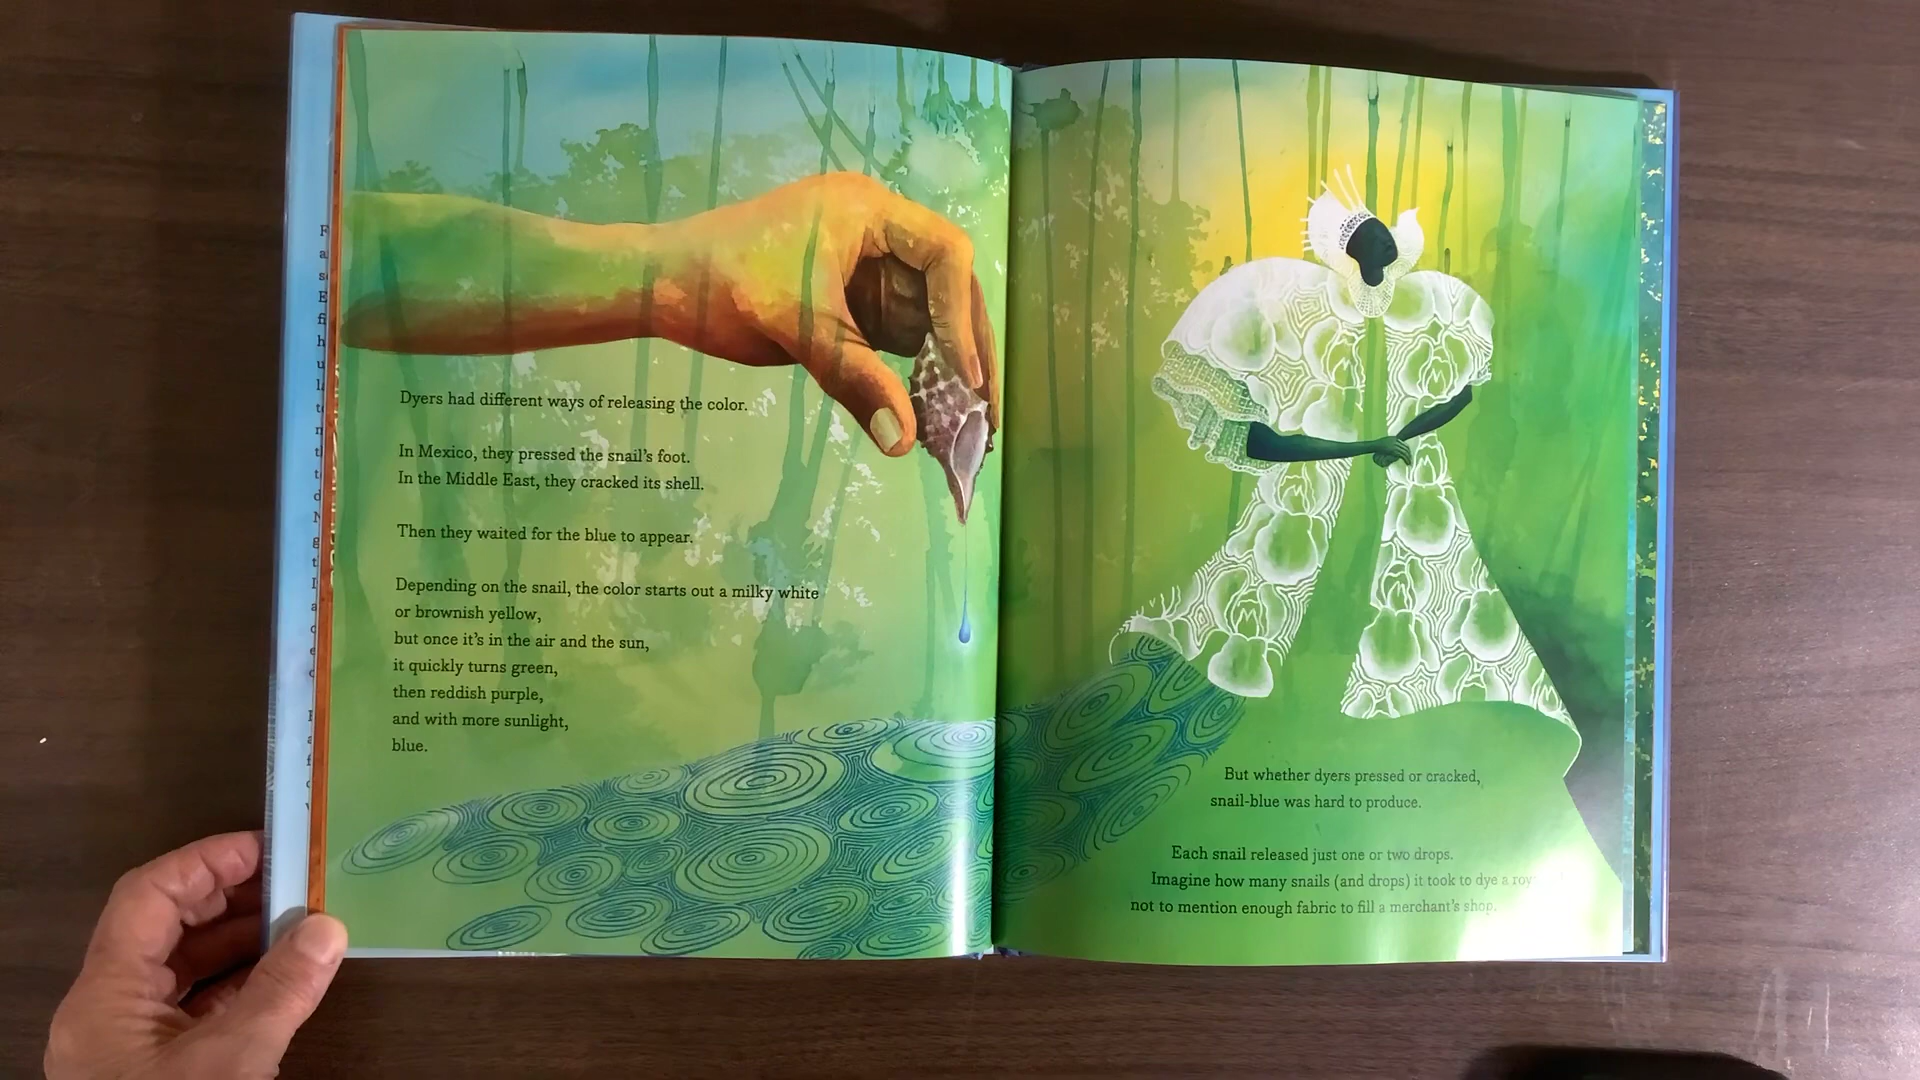 Dyers had different ways of releasing the color.
In Mexico, they pressed the snail's foot.
In the Middle East, they cracked its shell.
Then they waited for the blue to appear.
Depending on the snail, the color starts out a milky white
or brownish yellow,
but once it's in the air and the sun,
it quickly turns green,
then reddish purple,
and with more sunlight,
blue.
But whether dyers pressed or cracked,
snail-blue was hard to produce.
Each snail released just one or two drops.
Imagine how many snails (and drops) it took to dye a
not to mention enough fabric to fill a merchant's shop.